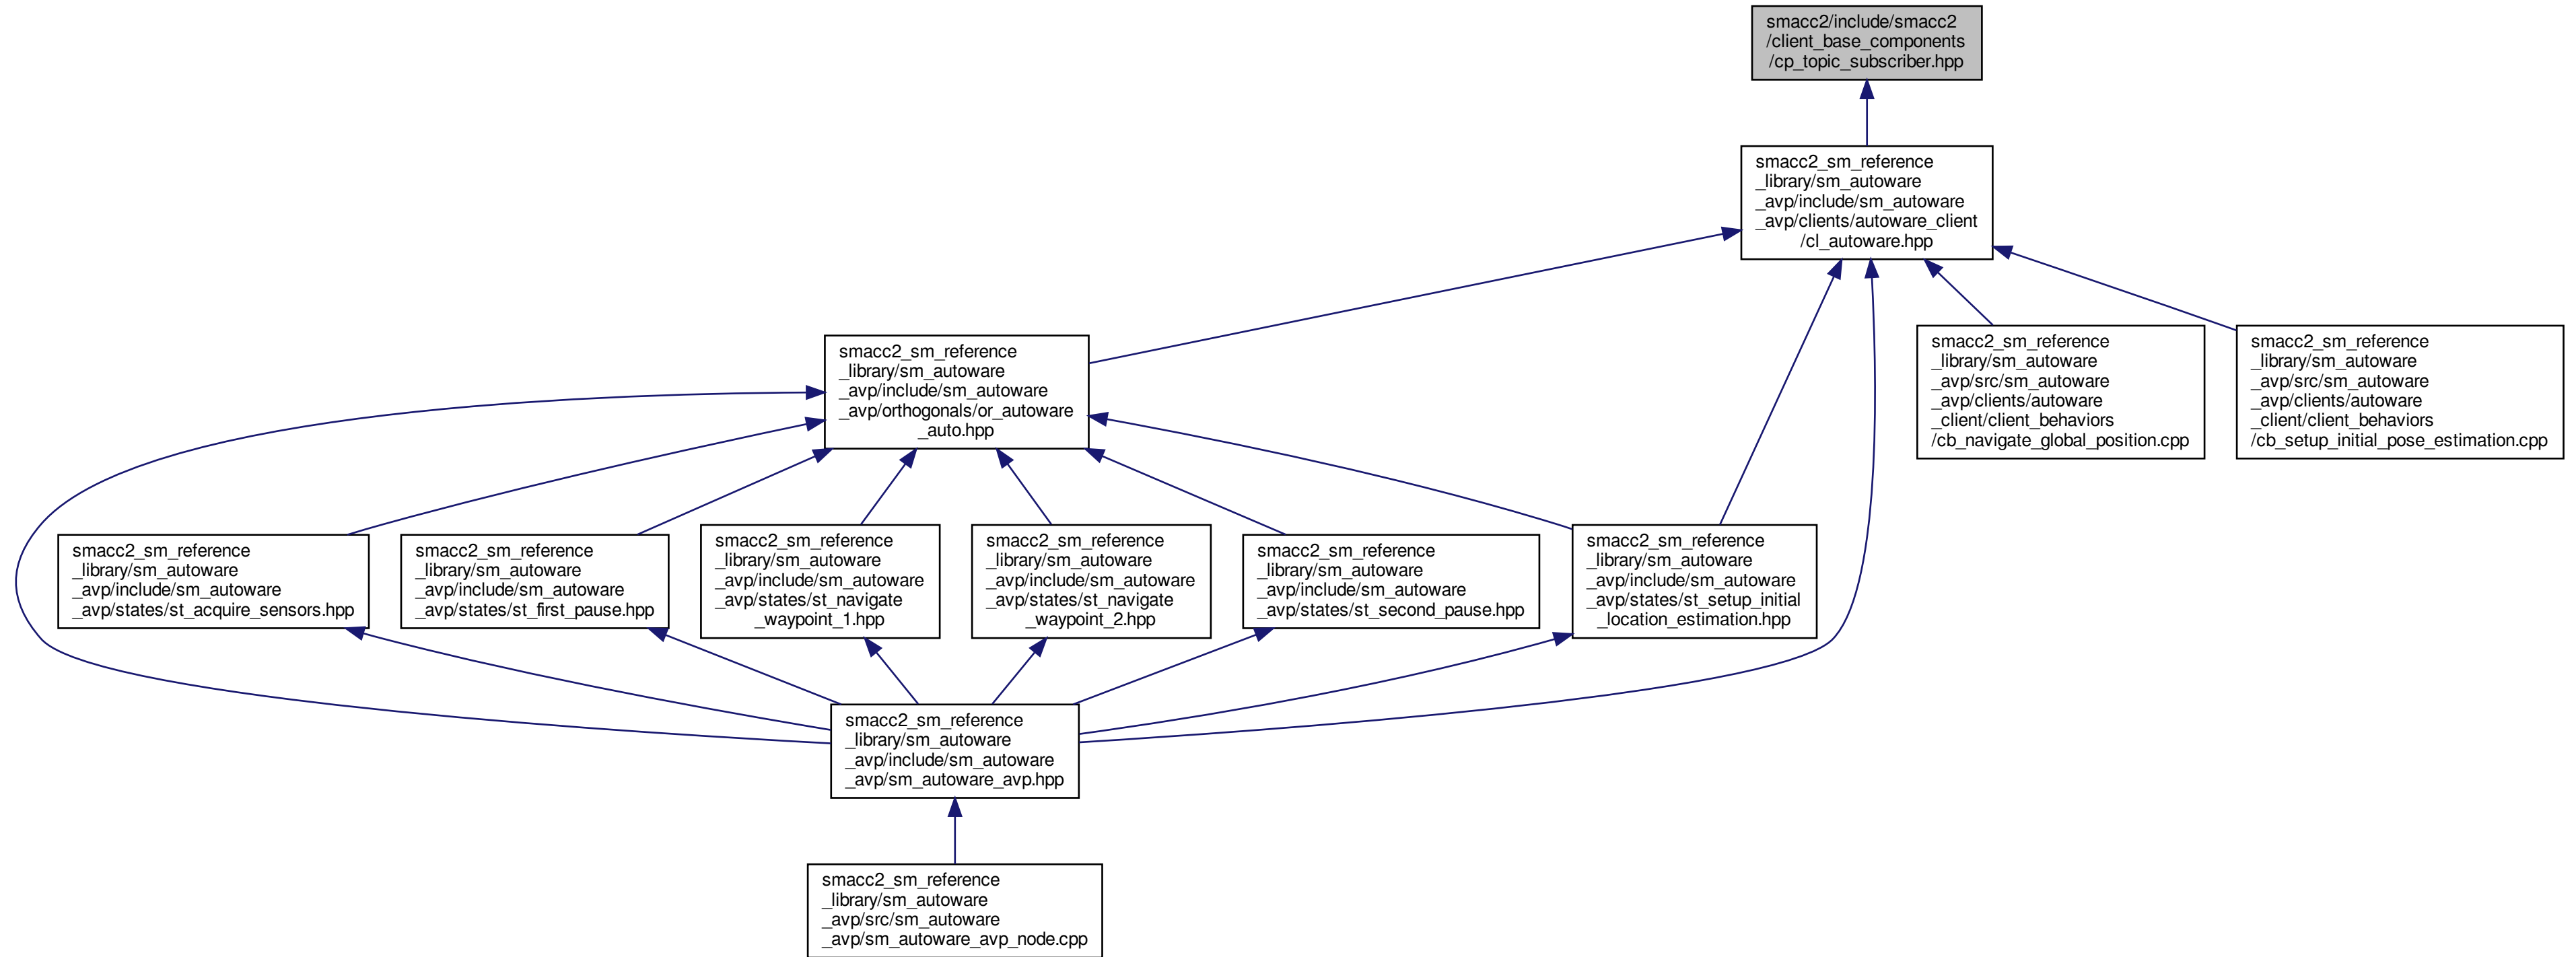 smacc2/include/smacc2
/client_base_components
/cp_topic_subscriber.hpp
smacc2_sm_reference
_library/sm_autoware
_avp/include/sm_autoware
_avp/clients/autoware_client
/cl_autoware.hpp
smacc2_sm_reference
_library/sm_autoware
_avp/include/sm_autoware
_avp/orthogonals/or_autoware
_auto.hpp
smacc2_sm_reference
_library/sm_autoware
_avp/src/sm_autoware
_avp/clients/autoware
_client/client_behaviors
/cb_navigate_global_position.cpp
smacc2_sm_reference
_library/sm_autoware
_avp/src/sm_autoware
_avp/clients/autoware
_client/client_behaviors
/cb_setup_initial_pose_estimation.cpp
smacc2_sm_reference
_library/sm_autoware
_avp/include/sm_autoware
_avp/states/st_acquire_sensors.hpp
smacc2_sm_reference
_library/sm_autoware
_avp/include/sm_autoware
_avp/states/st_first_pause.hpp
smacc2_sm_reference
_library/sm_autoware
_avp/include/sm_autoware
_avp/states/st_navigate
_waypoint_1.hpp
smacc2_sm_reference
_library/sm_autoware
_avp/include/sm_autoware
_avp/states/st_navigate
_waypoint_2.hpp
smacc2_sm_reference
_library/sm_autoware
_avp/include/sm_autoware
_avp/states/st_second_pause.hpp
smacc2_sm_reference
_library/sm_autoware
_avp/include/sm_autoware
_avp/states/st_setup_initial
_location_estimation.hpp
smacc2_sm_reference
_library/sm_autoware
_avp/include/sm_autoware
_avp/sm_autoware_avp.hpp
smacc2_sm_reference
_library/sm_autoware
_avp/src/sm_autoware
_avp/sm_autoware_avp_node.cpp